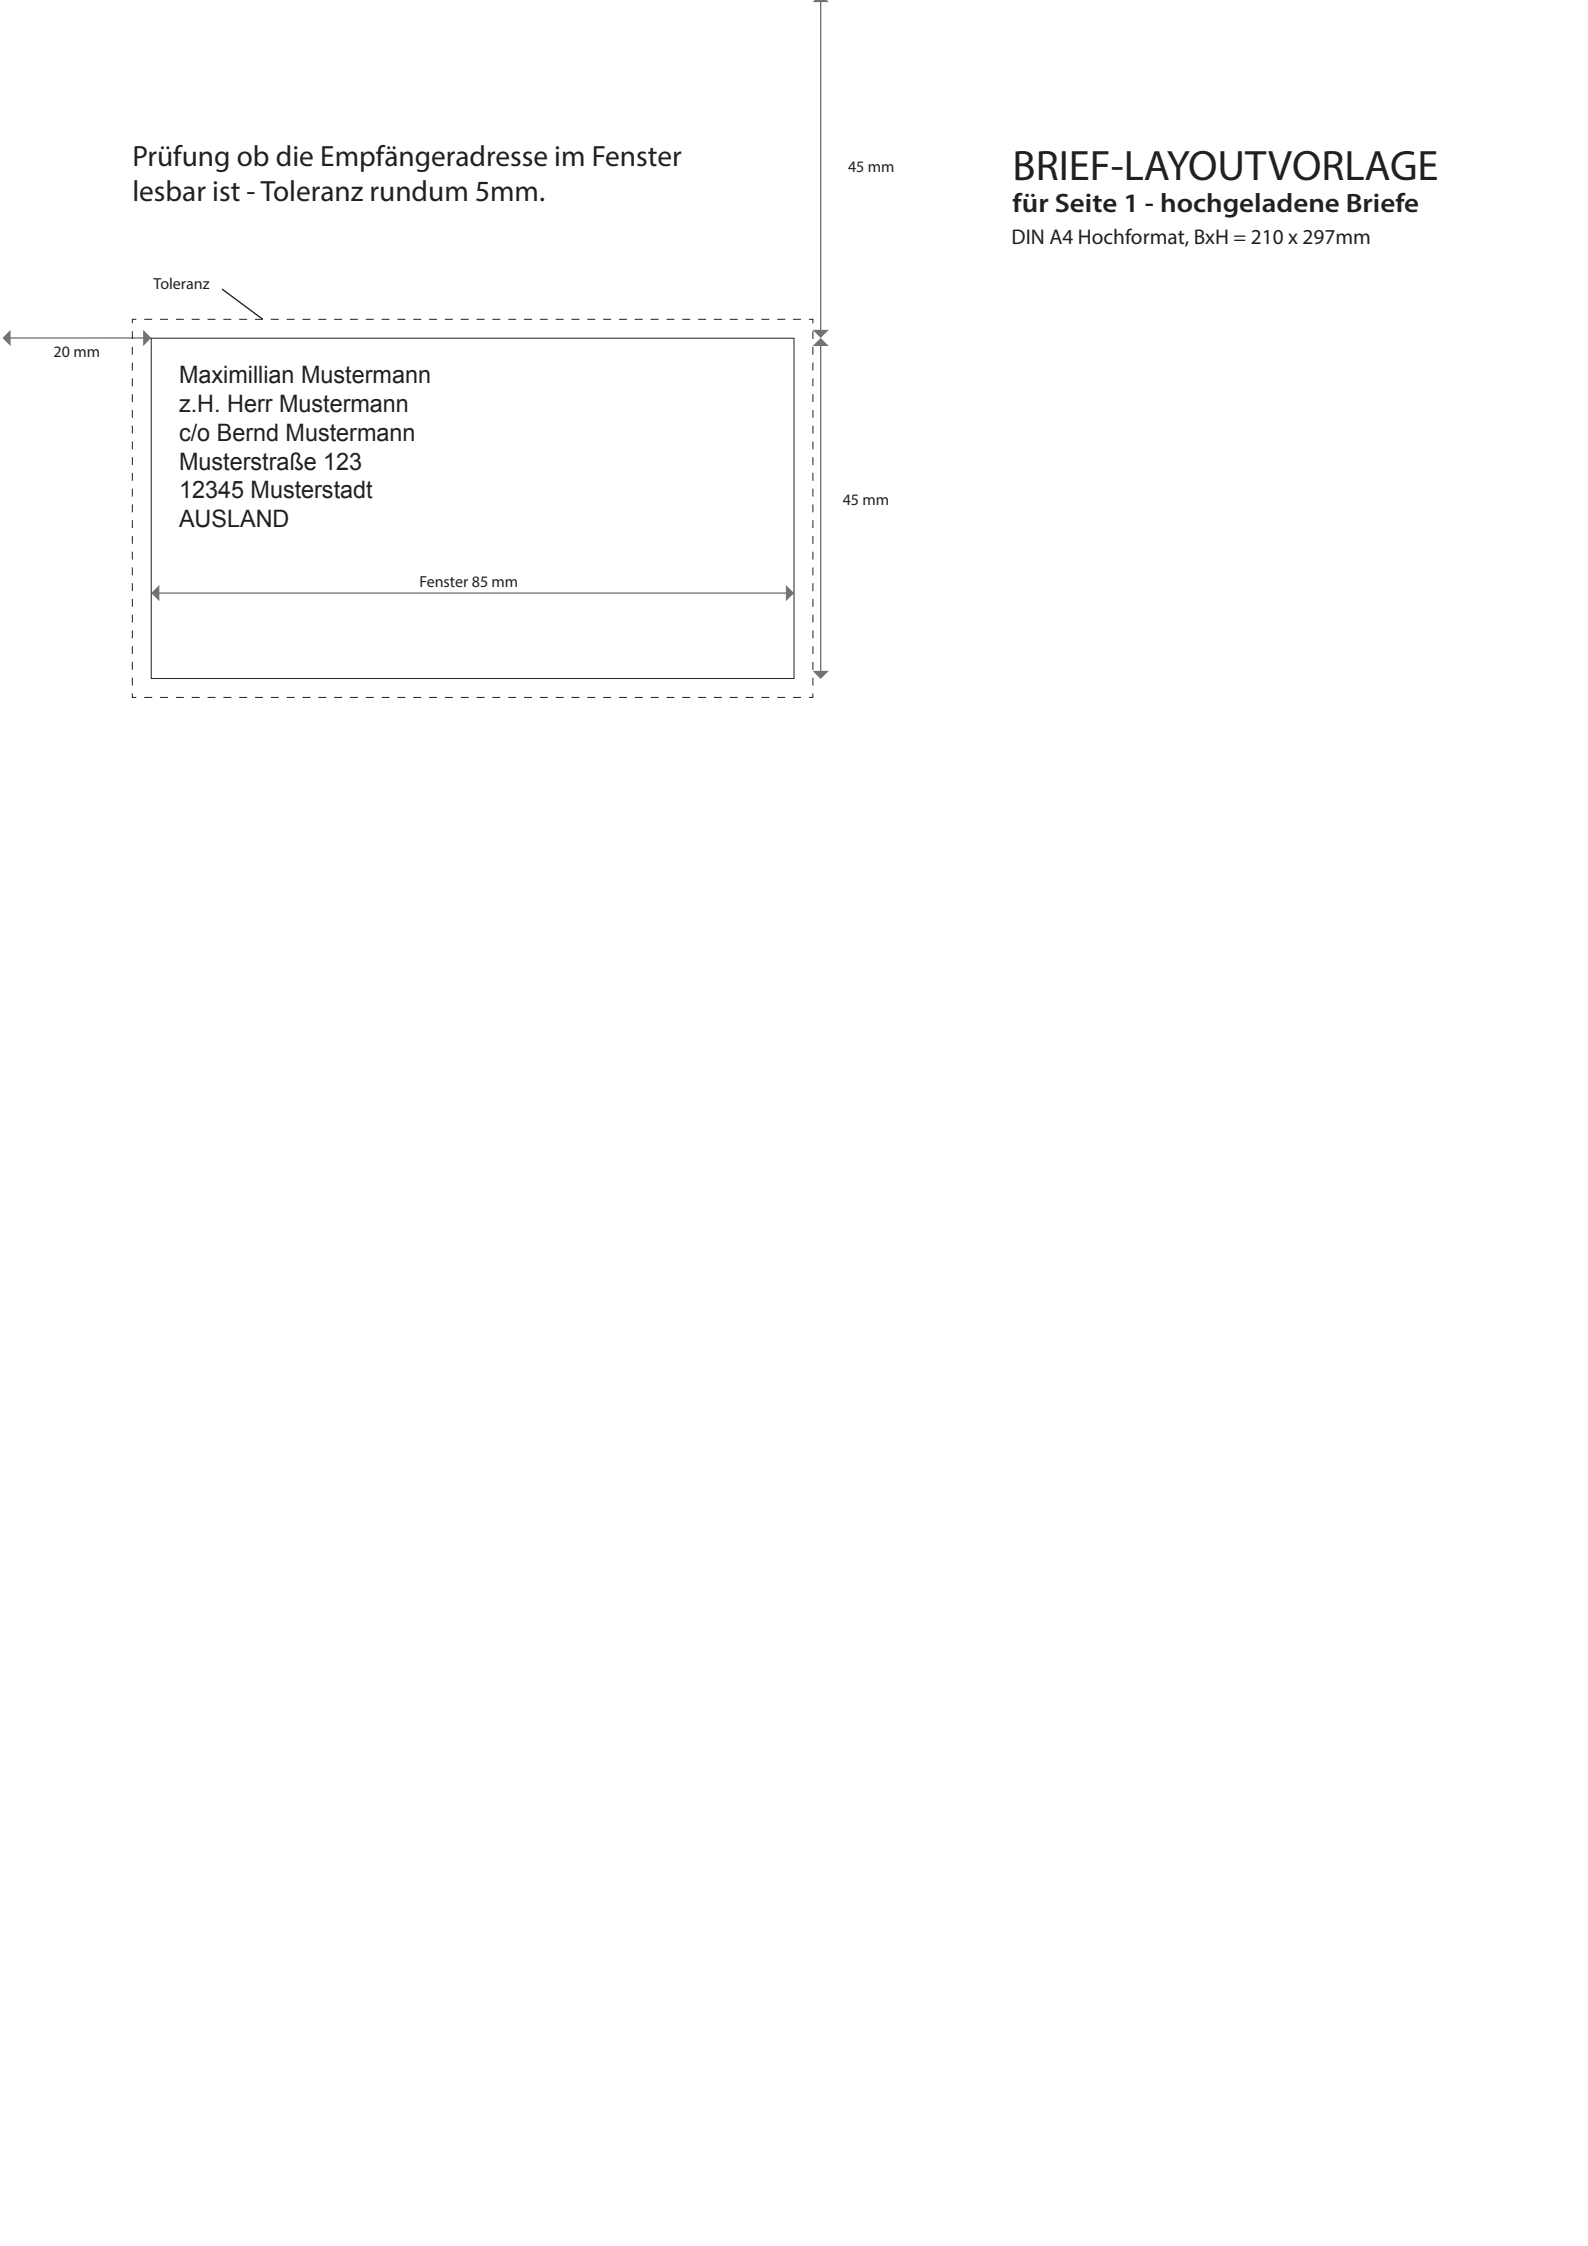 Prüfung ob die Empfängeradresse im Fenster
lesbar ist - Toleranz rundum 5mm.
45 mm
BRIEF-LAYOUTVORLAGE
für Seite 1 - hochgeladene Briefe
DIN A4 Hochformat, BxH = 210 x 297mm
Toleranz
20 mm
Maximillian Mustermann
z.H. Herr Mustermann
c/o Bernd Mustermann
Musterstraße 123
12345 Musterstadt
AUSLAND
45 mm
Fenster 85 mm